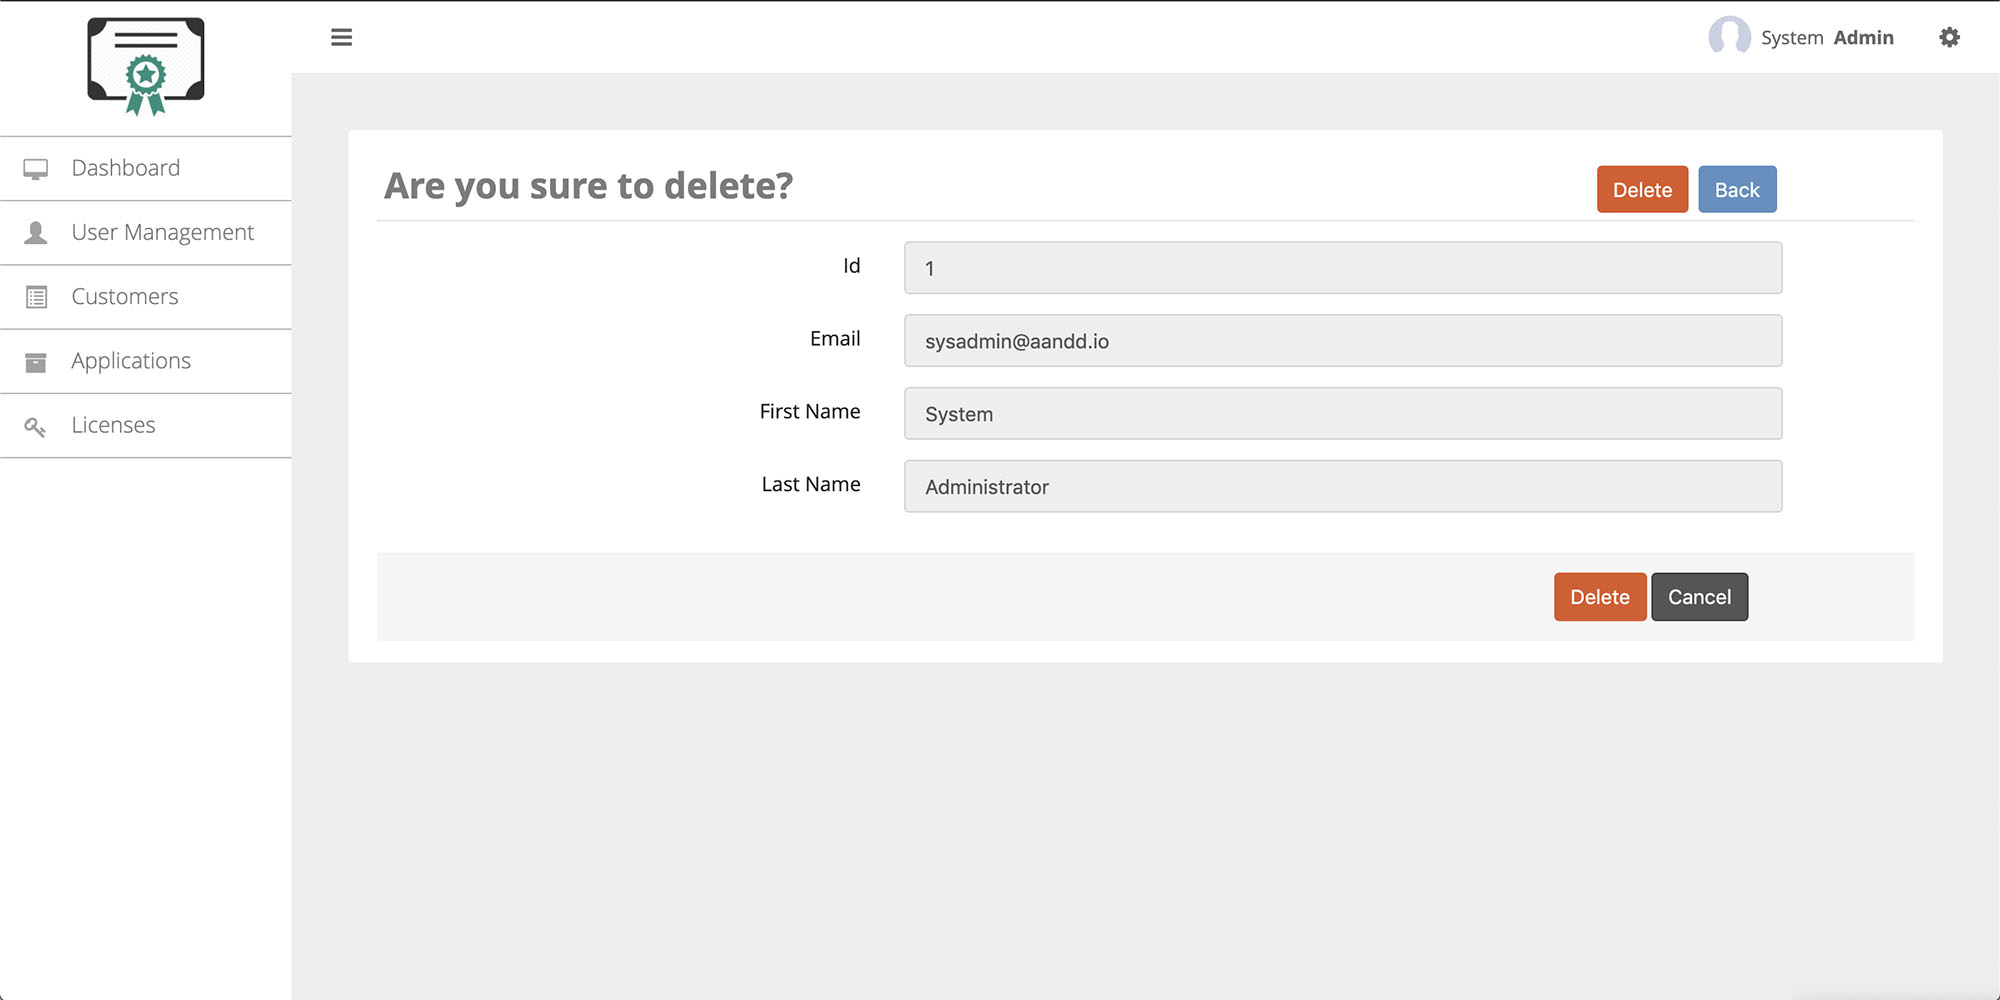 System Admin
Dashboard
User Management
Customers
Applications
Licenses
Are you sure to delete?
Delete Back
Id 1
Email sysadmin@aandd.io
First Name System
Last Name Administrator
Delete Cancel